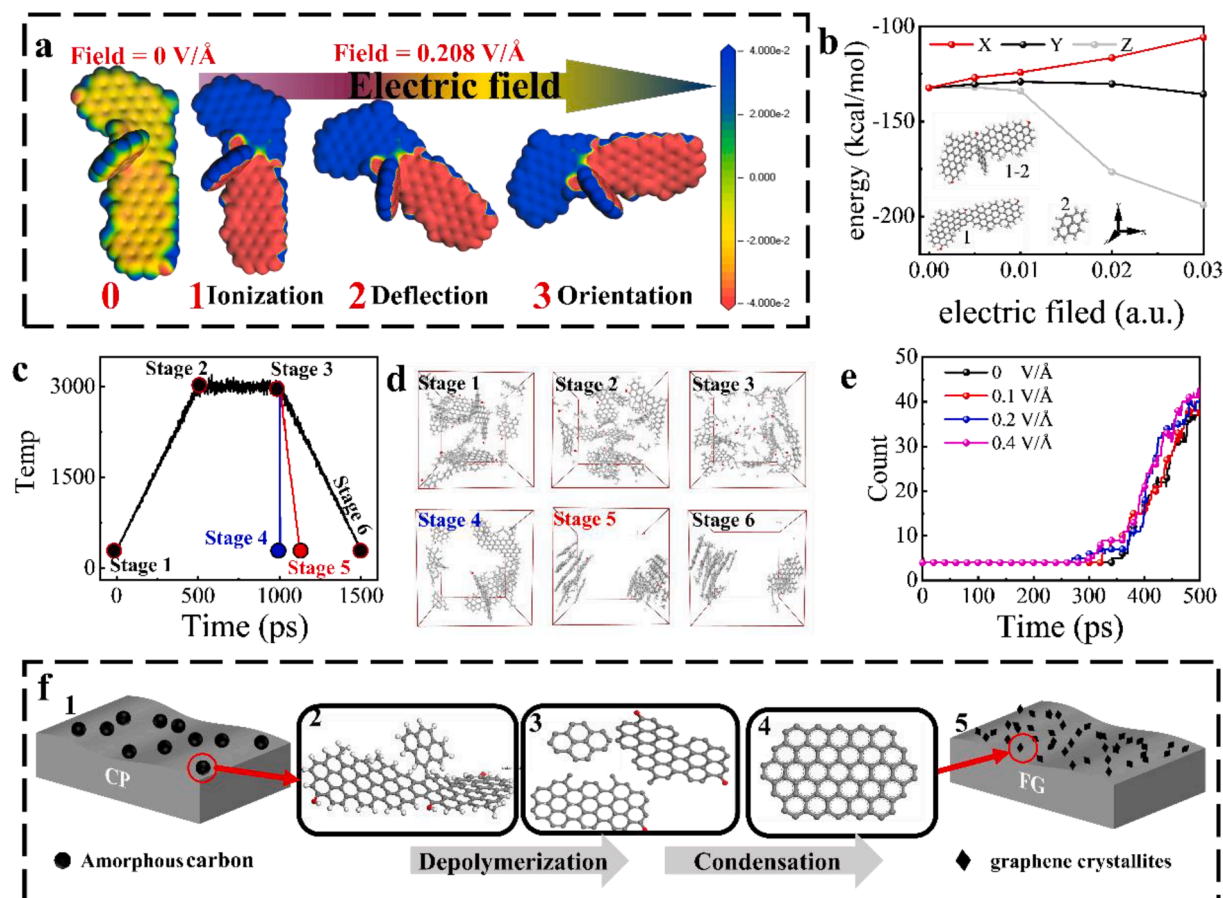 a
Field = 0 V/Å
Field = 0.208 V/Å
Electric field
0
1 Ionization
2 Deflection
3 Orientation
4.000e-2
2.000e-2
0.000
-2.000e-2
-4.000e-2
b
X
Y
Z
energy (kcal/mol)
-100
-150
-200
1-2
1
2
0.00
0.01
0.02
0.03
electric filed (a.u.)
c
Temp
3000
1500
0
Stage 2
Stage 3
Stage 1
Stage 4
Stage 5
Stage 6
0
500
1000
1500
Time (ps)
d
Stage 1
Stage 2
Stage 3
Stage 4
Stage 5
Stage 6
e
0 V/Å
0.1 V/Å
0.2 V/Å
0.4 V/Å
Count
50
40
30
20
10
0
0
100
200
300
400
500
Time (ps)
f
1
CP
2
3
4
5
FG
Amorphous carbon
Depolymerization
Condensation
graphene crystallites